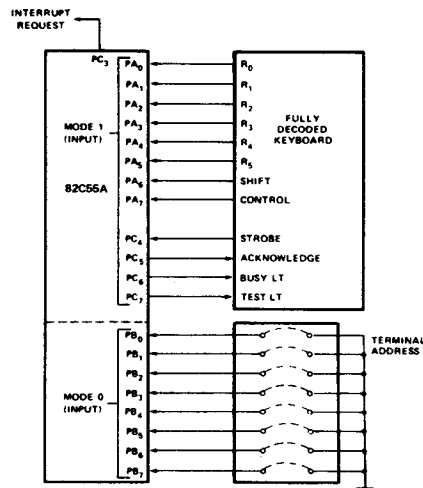 INTERRUPT
REQUEST
PC3
MODE 1
(INPUT)
82C55A
PA0
PA1
PA2
PA3
PA4
PA5
PA6
PA7
PC4
PC5
PC6
PC7
R0
R1
R2
R3
R4
R5
SHIFT
CONTROL
STROBE
ACKNOWLEDGE
BUSY LT
TEST LT
FULLY
DECODED
KEYBOARD
MODE 0
(INPUT)
PB0
PB1
PB2
PB3
PB4
PB5
PB6
PB7
TERMINAL
ADDRESS